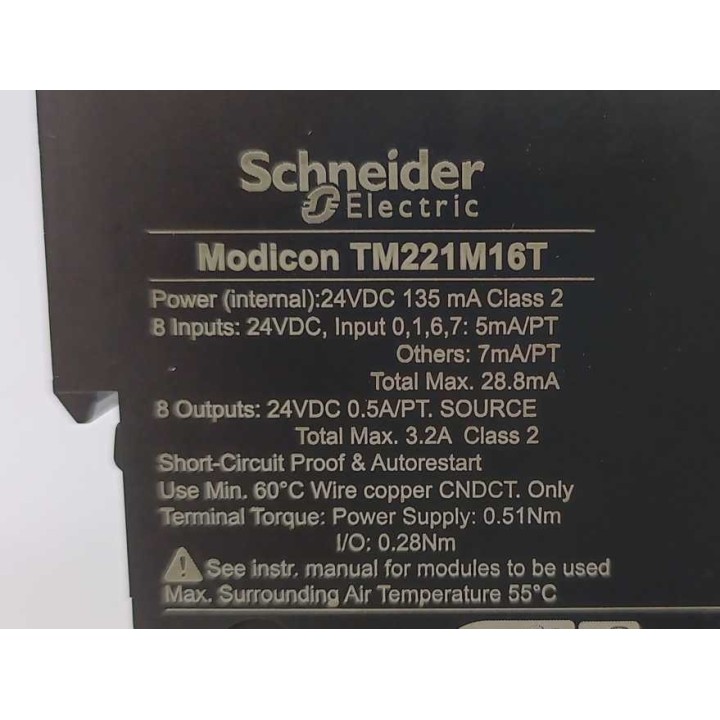 Schneider
Electric
Modicon TM221M16T
Power (internal):24VDC 135 mA Class 2
8 Inputs: 24VDC, Input 0,1,6,7: 5mA/PT
Others: 7mA/PT
Total Max. 28.8mA
8 Outputs: 24VDC 0.5A/PT. SOURCE
Total Max. 3.2A Class 2
Short-Circuit Proof & Autorestart
Use Min. 60°C Wire copper CNDCT. Only
Terminal Torque: Power Supply: 0.51Nm
I/O: 0.28Nm
See instr. manual for modules to be used
Max. Surrounding Air Temperature 55°C